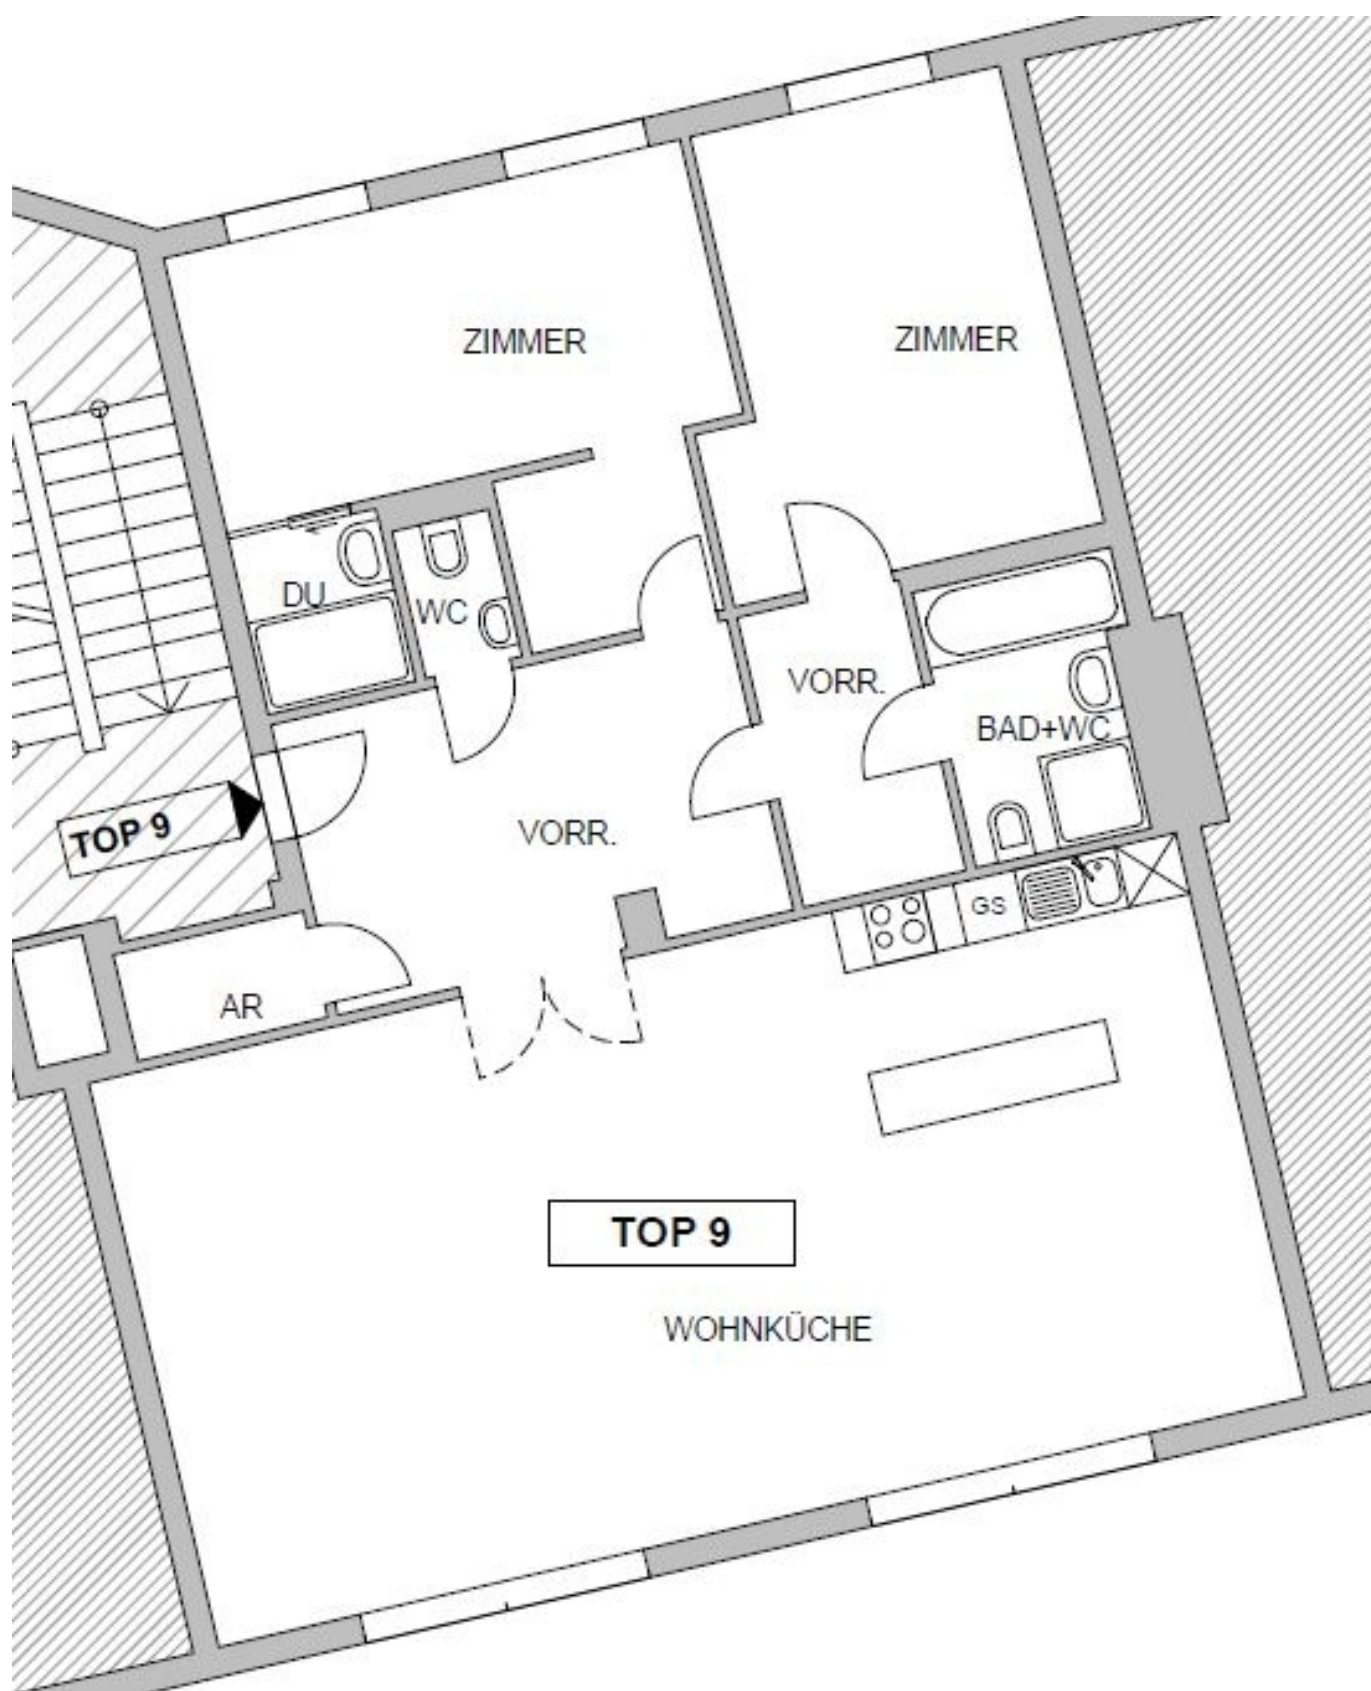 ZIMMER
ZIMMER
DU
WC
VORR.
BAD+WC
TOP 9
VORR.
GS
AR
TOP 9
WOHNKÜCHE